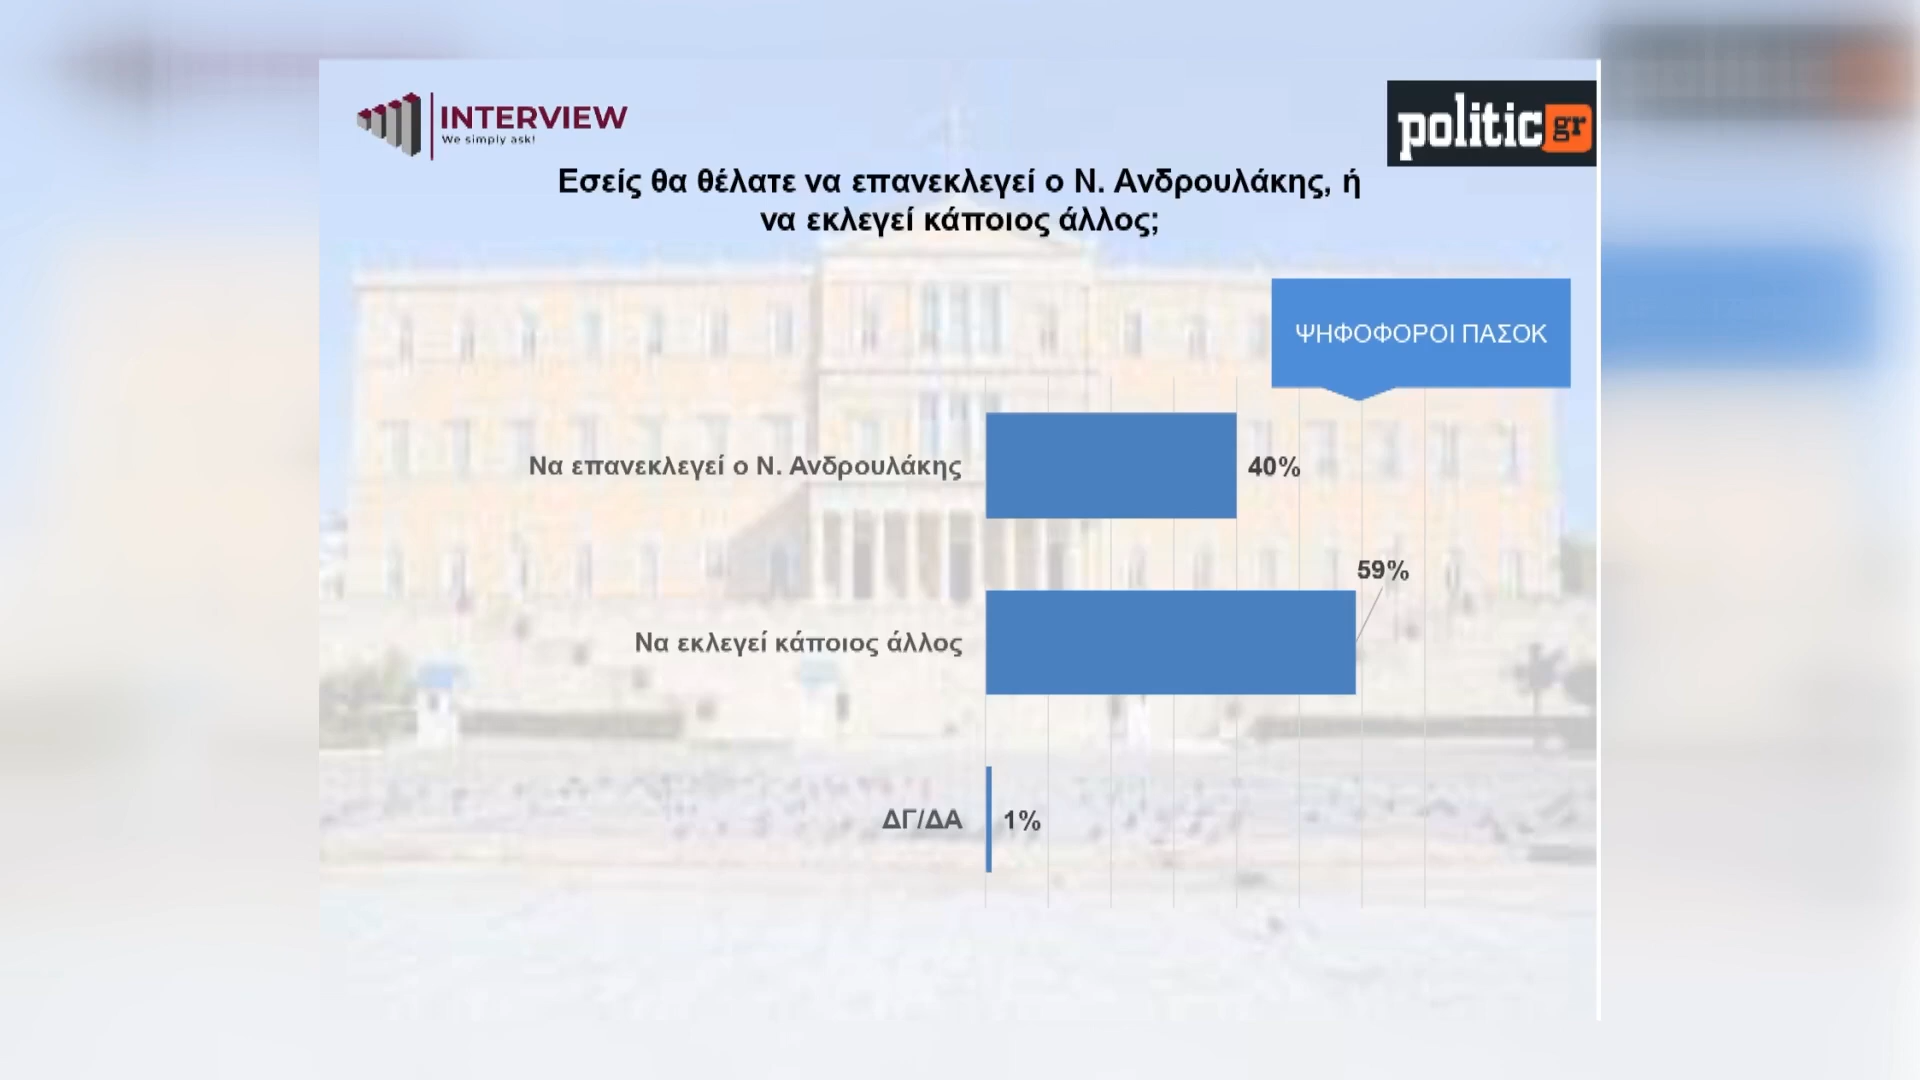 INTERVIEW
We simply ask!
politic gr
Εσείς θα θέλατε να επανεκλεγεί ο Ν. Ανδρουλάκης, ή
να εκλεγεί κάποιος άλλος;
ΨΗΦΟΦΟΡΟΙ ΠΑΣΟΚ
Να επανεκλεγεί ο Ν. Ανδρουλάκης 40%
59%
Να εκλεγεί κάποιος άλλος
ΔΓ/ΔΑ 1%